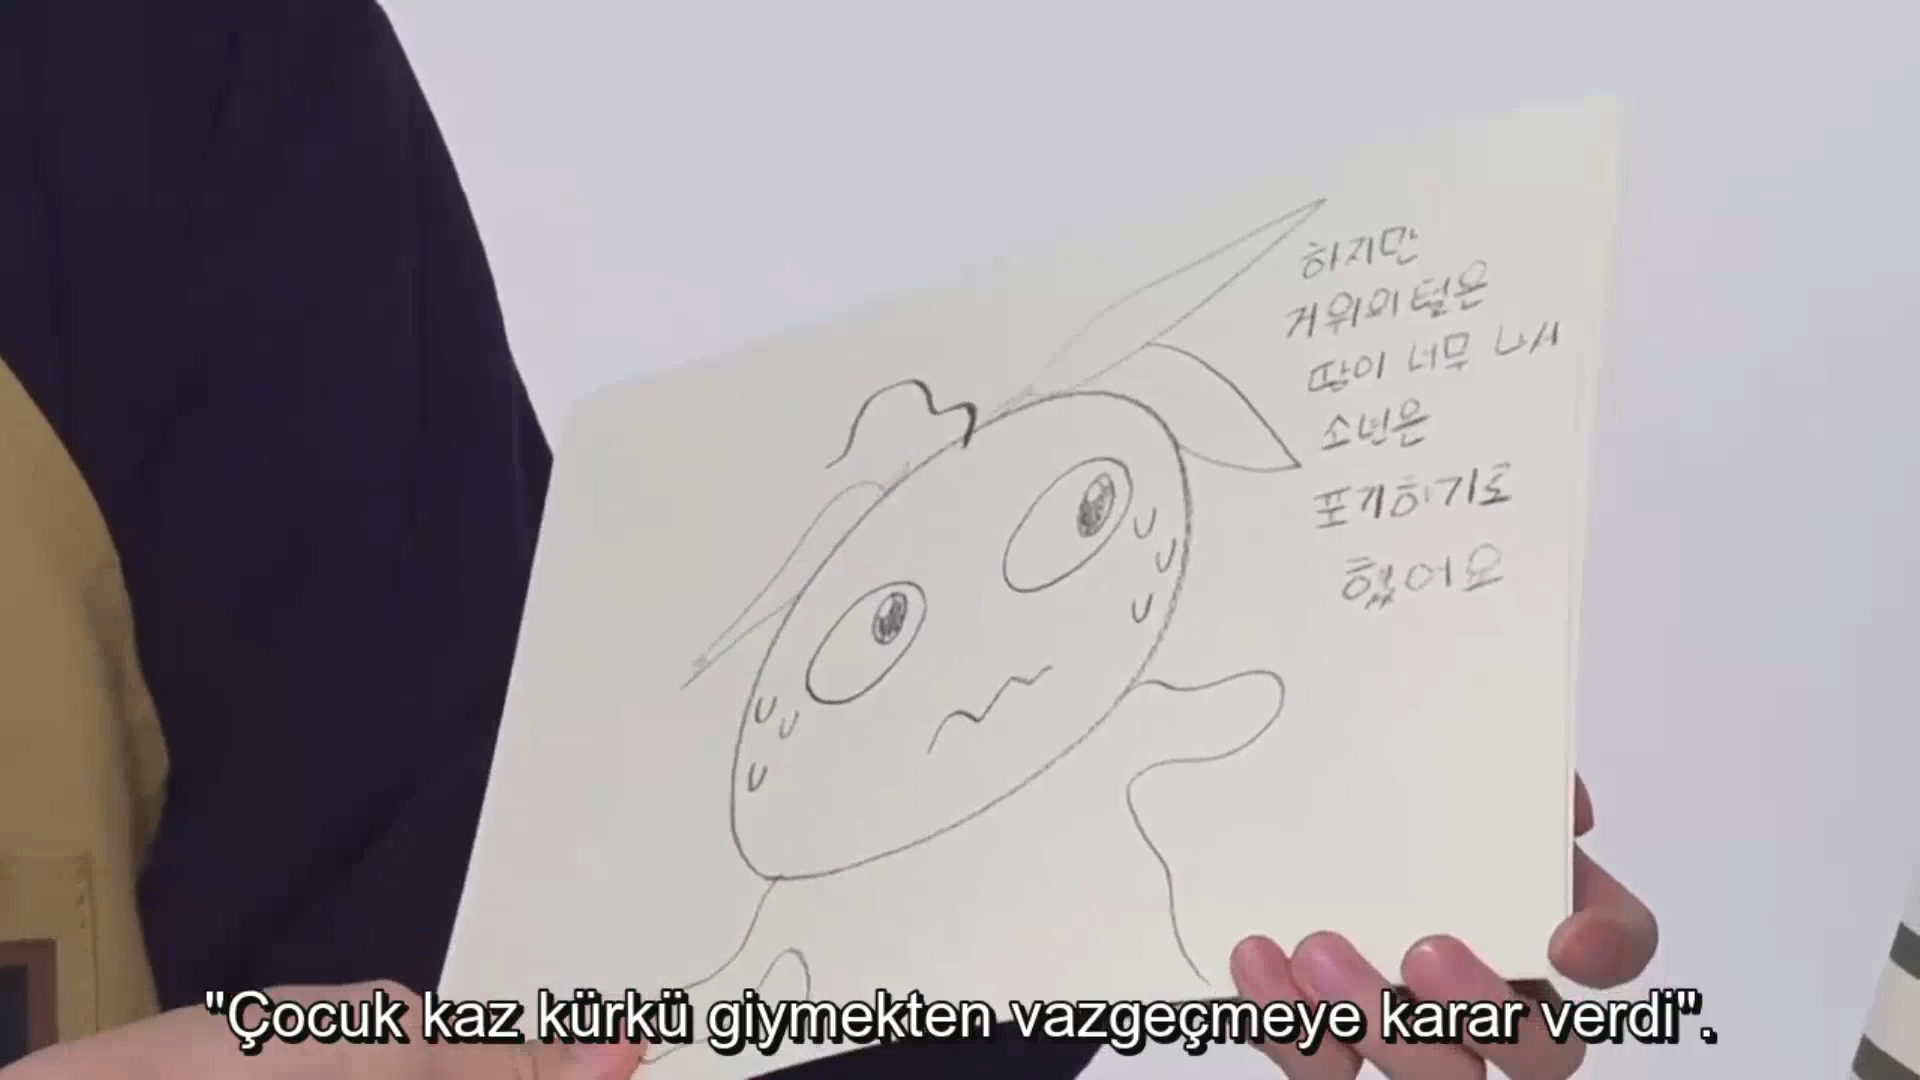 하지만
거위의 털은
땀이 너무 나서
소년은
포기하기로
했어요
"Çocuk kaz kürkü giymekten vazgeçmeye karar verdi".